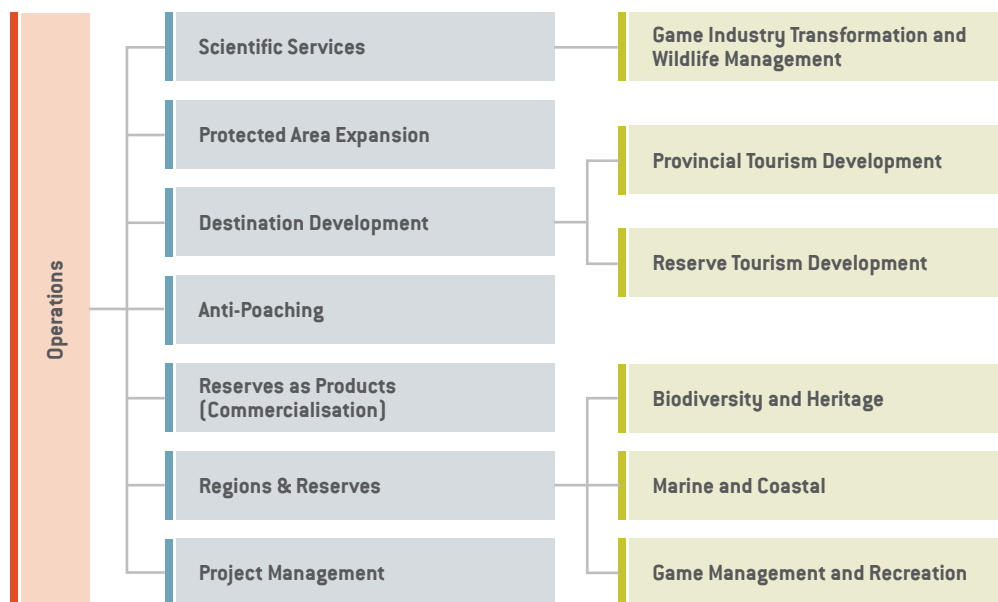 Operations
Scientific Services
Protected Area Expansion
Destination Development
Anti-Poaching
Reserves as Products
(Commercialisation)
Regions & Reserves
Project Management
Game Industry Transformation and
Wildlife Management
Provincial Tourism Development
Reserve Tourism Development
Biodiversity and Heritage
Marine and Coastal
Game Management and Recreation